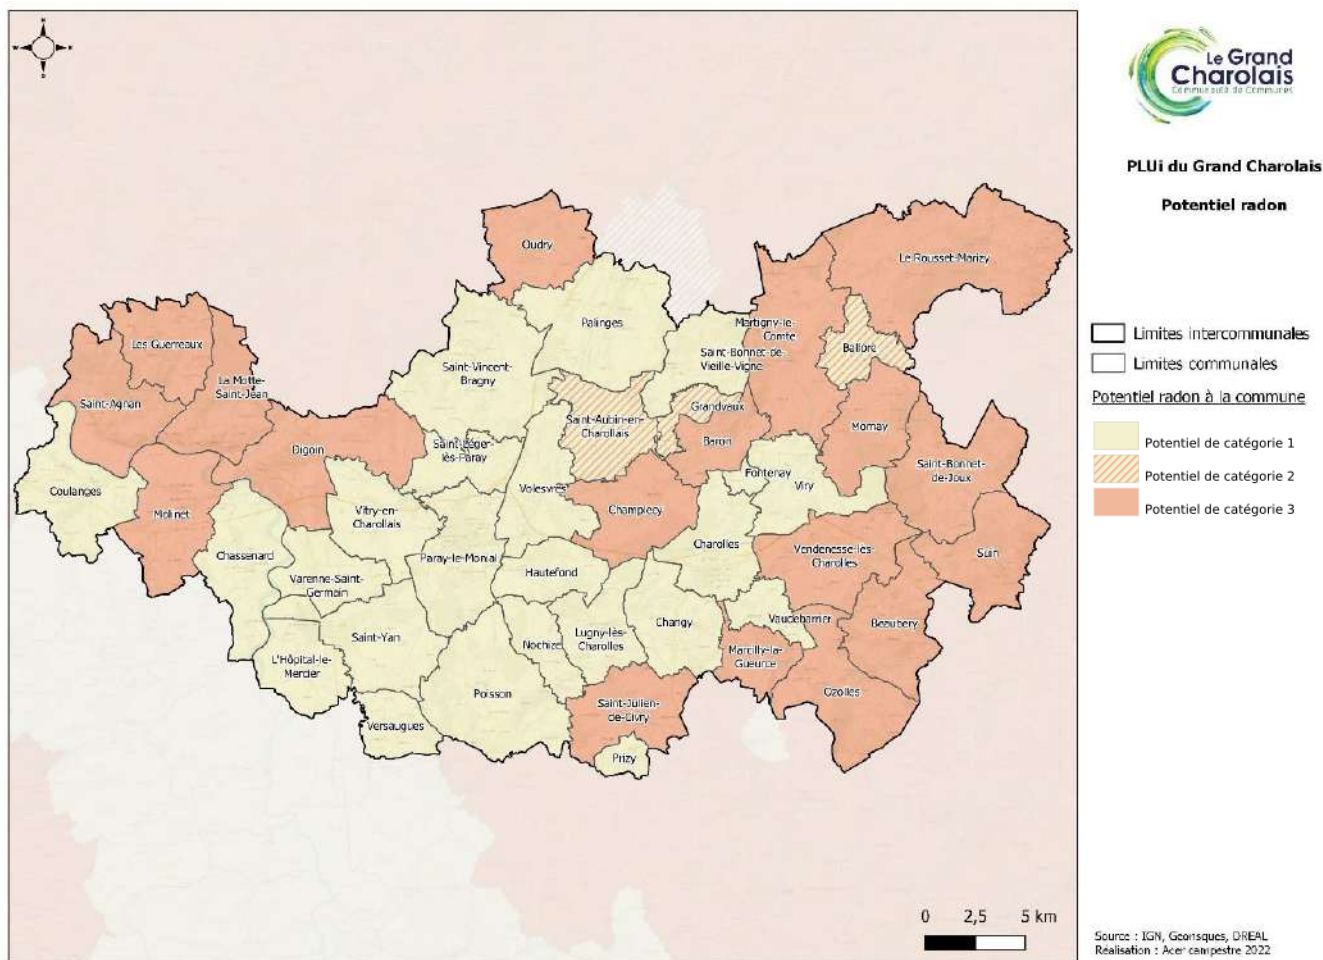 N
W
E
S
Le Grand
Charolais
Communauté de Communes
PLUi du Grand Charolais
Potentiel radon
Limites intercommunales
Limites communales
Potentiel radon à la commune
Potentiel de catégorie 1
Potentiel de catégorie 2
Potentiel de catégorie 3
Oudry
Le Rousset-Marizy
Palinges
Martigny-le-
Comte
Les Guerreaux
Ballore
Saint-Bonnet-de-
Vieille-Vigne
Saint-Vincent-
Bragny
La Motte-
Saint-Jean
Saint-Agnan
Grandvaux
Saint-Aubin-en-
Charollais
Mornay
Baron
Saint-Léger-
lès-Paray
Digoin
Saint-Bonnet-
de-Joux
Fontenay
Viry
Coulanges
Volesvres
Molinet
Champlecy
Vitry-en-
Charollais
Charolles
Chassenard
Paray-le-Monial
Vendenesse-lès-
Charolles
Suin
Hautefond
Varenne-Saint-
Germain
Vaudebarrier
Beaubery
Changy
Saint-Yan
Nochize
Lugny-lès-
Charolles
Marcilly-la-
Gueurce
L'Hôpital-le-
Mercier
Poisson
Ozolles
Saint-Julien-
de-Civry
Versaugues
Prizy
0 2,5 5 km
Source : IGN, Georisques, DREAL
Réalisation : Acer campestre 2022